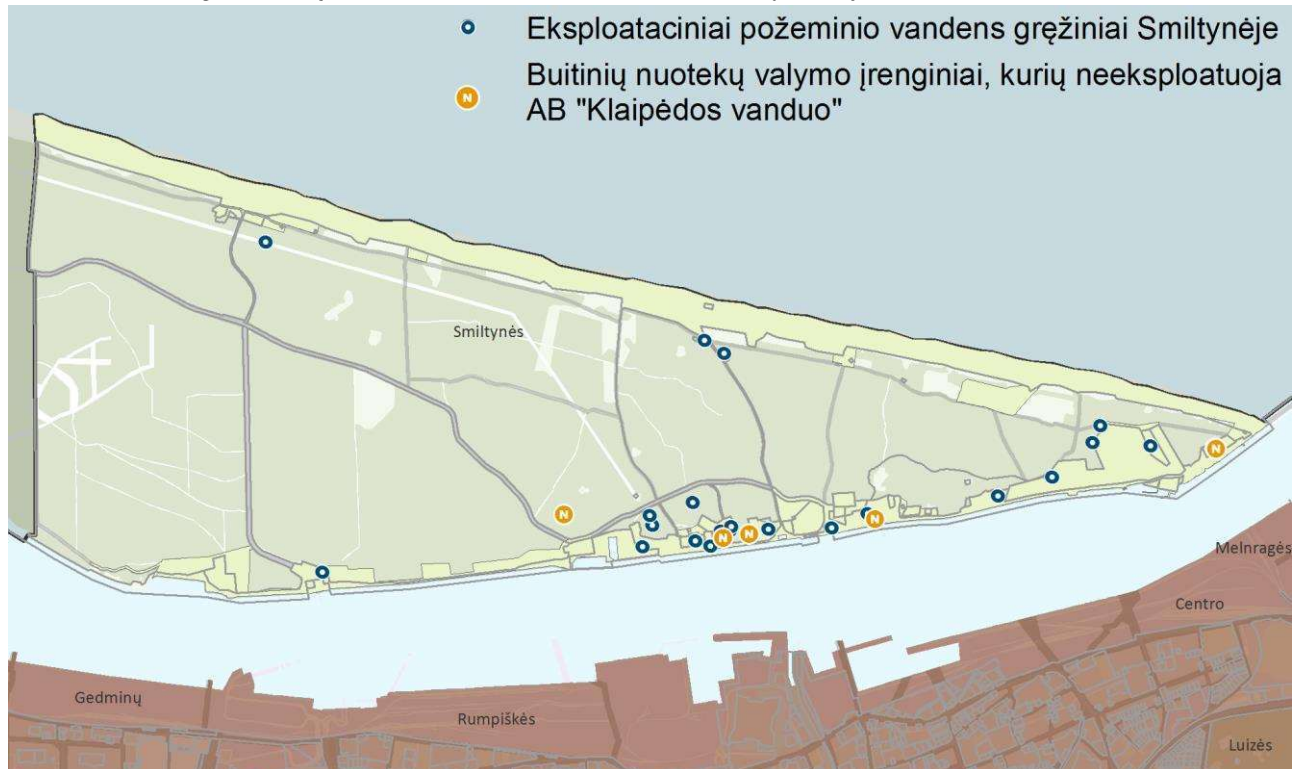 Eksploataciniai požeminio vandens gręžiniai Smiltynėje
Buitinių nuotekų valymo įrenginiai, kurių neeksploatuoja
AB "Klaipėdos vanduo"
Smiltynės
N
N
N
N
N
N
Melnragės
Centro
Gedminų
Rumpiškės
Luizės